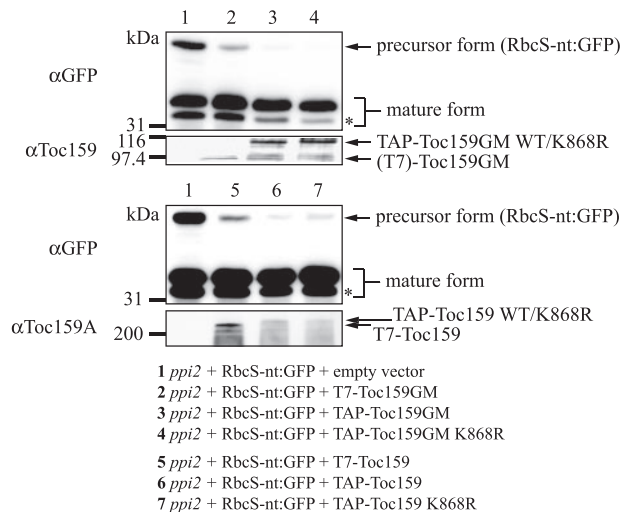 1 2 3 4
kDa
precursor form (RbcS-nt:GFP)
αGFP
mature form
*
31
116
αToc159
TAP-Toc159GM WT/K868R
97.4
(T7)-Toc159GM
1 5 6 7
kDa
precursor form (RbcS-nt:GFP)
αGFP
mature form
*
31
αToc159A
TAP-Toc159 WT/K868R
200
T7-Toc159
1 ppi2 + RbcS-nt:GFP + empty vector
2 ppi2 + RbcS-nt:GFP + T7-Toc159GM
3 ppi2 + RbcS-nt:GFP + TAP-Toc159GM
4 ppi2 + RbcS-nt:GFP + TAP-Toc159GM K868R
5 ppi2 + RbcS-nt:GFP + T7-Toc159
6 ppi2 + RbcS-nt:GFP + TAP-Toc159
7 ppi2 + RbcS-nt:GFP + TAP-Toc159 K868R